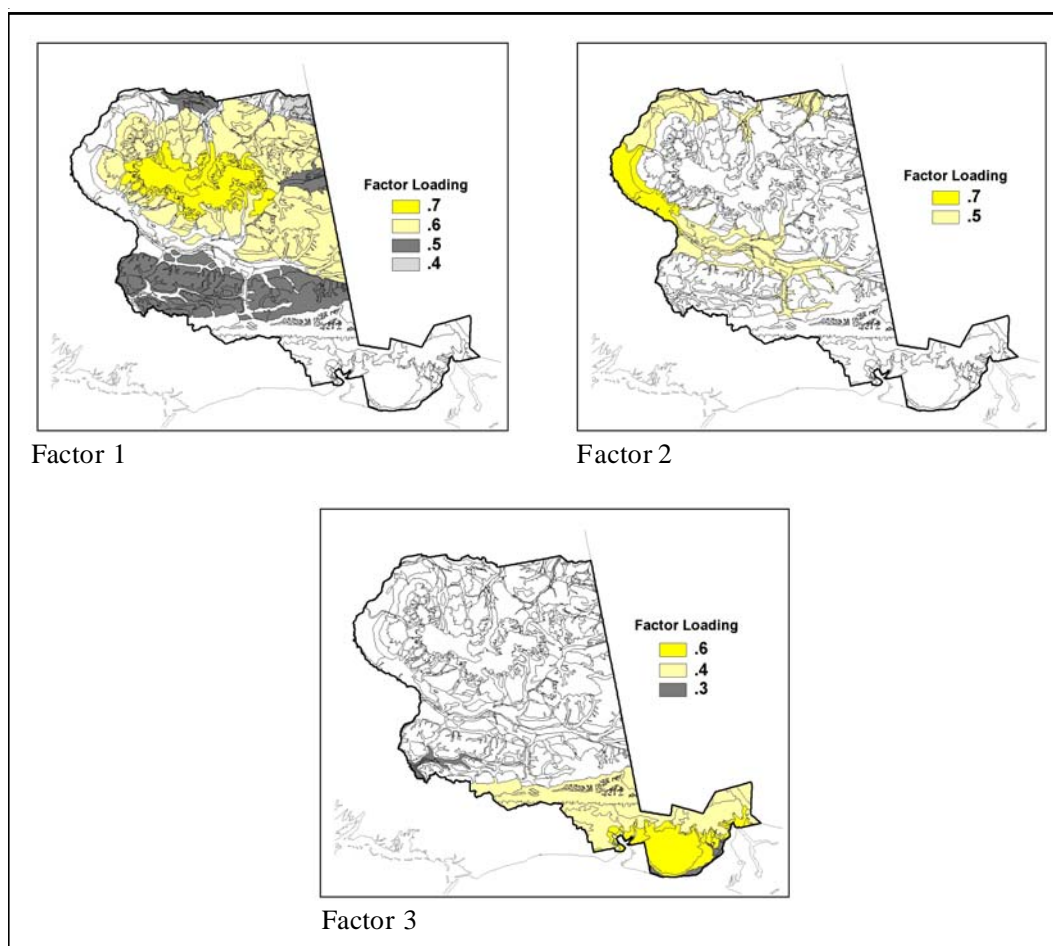 Factor Loading
.7
.6
.5
.4
Factor 1
Factor Loading
.7
.5
Factor 2
Factor Loading
.6
.4
.3
Factor 3